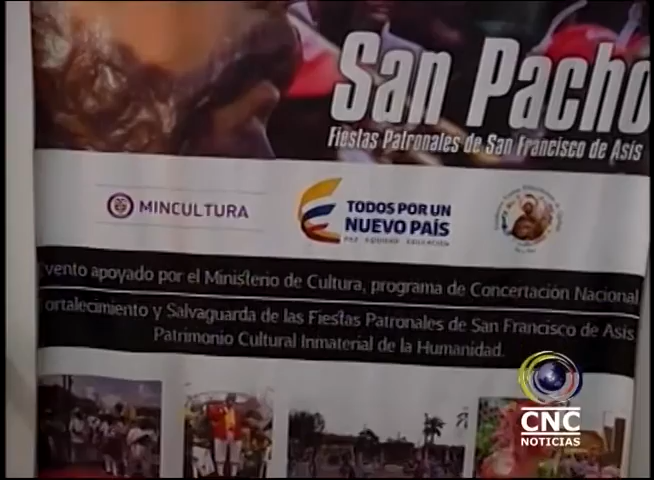 San Pacho
Fiestas Patronales de San Francisco de Asís
MINCULTURA
TODOS POR UN
NUEVO PAÍS
PAZ EQUIDAD EDUCACIÓN
vento apoyado por el Ministerio de Cultura, programa de Concertación Nacional
ortalecimiento y Salvaguarda de las Fiestas Patronales de San Francisco de Asís
Patrimonio Cultural Inmaterial de la Humanidad.
CNC
NOTICIAS